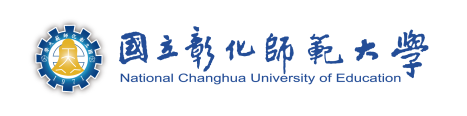 國立彰化師範大學
National Changhua University of Education